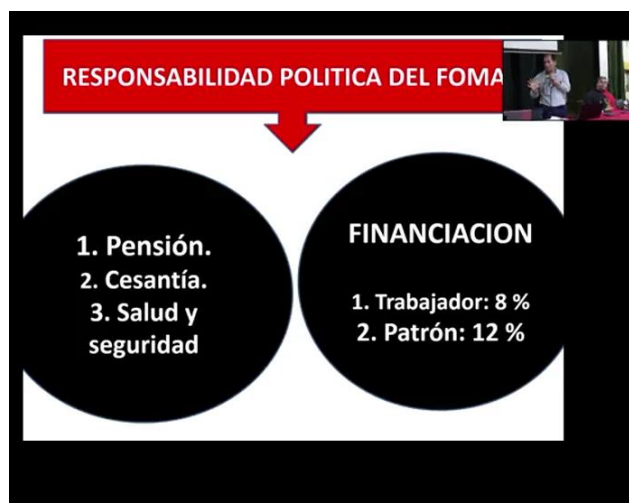 RESPONSABILIDAD POLITICA DEL FOMA
1. Pensión.
2. Cesantía.
3. Salud y
seguridad
FINANCIACION
1. Trabajador: 8 %
2. Patrón: 12 %